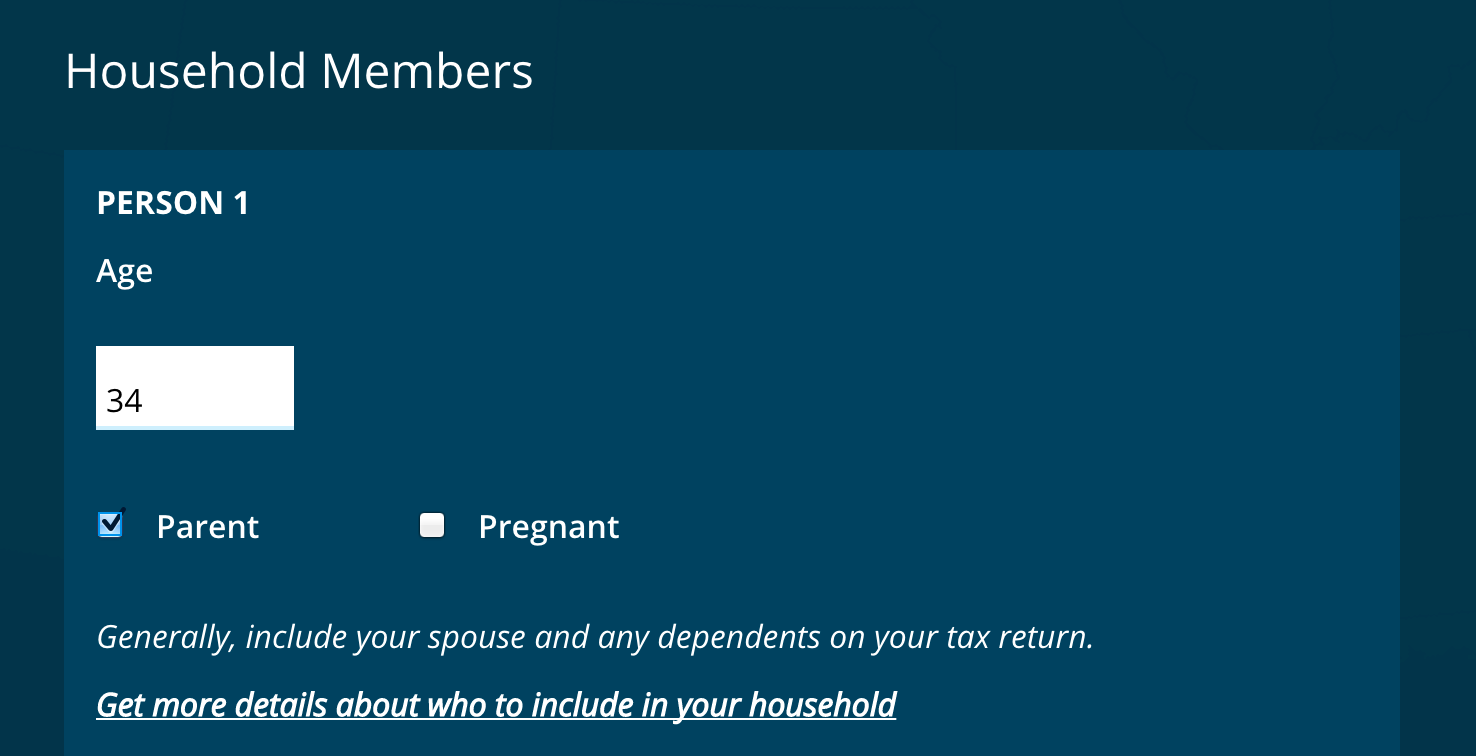 Household Members
PERSON 1
Age
34
Parent Pregnant
Generally, include your spouse and any dependents on your tax return.
Get more details about who to include in your household